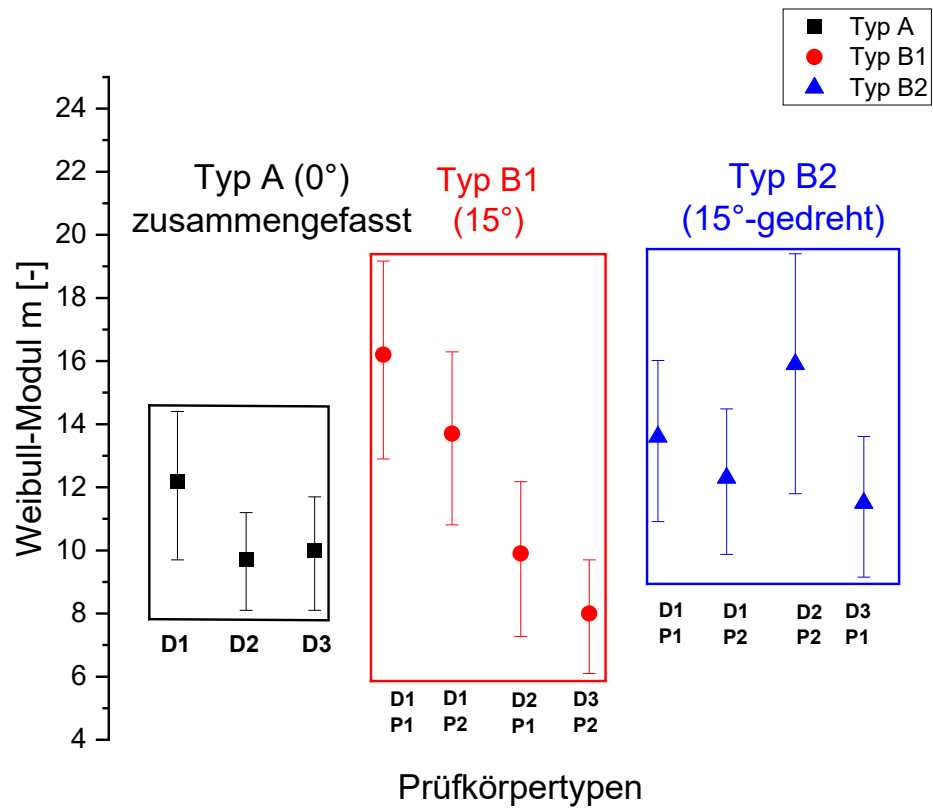 Typ A
Typ B1
Typ B2
24
22
20
18
16
14
12
10
8
6
4
Weibull-Modul m [-]
Typ A (0°)
zusammengefasst
D1 D2 D3
Typ B1
(15°)
D1 D1 D2 D3
P1 P2 P1 P2
Typ B2
(15°-gedreht)
D1 D1 D2 D3
P1 P2 P2 P1
Prüfkörpertypen